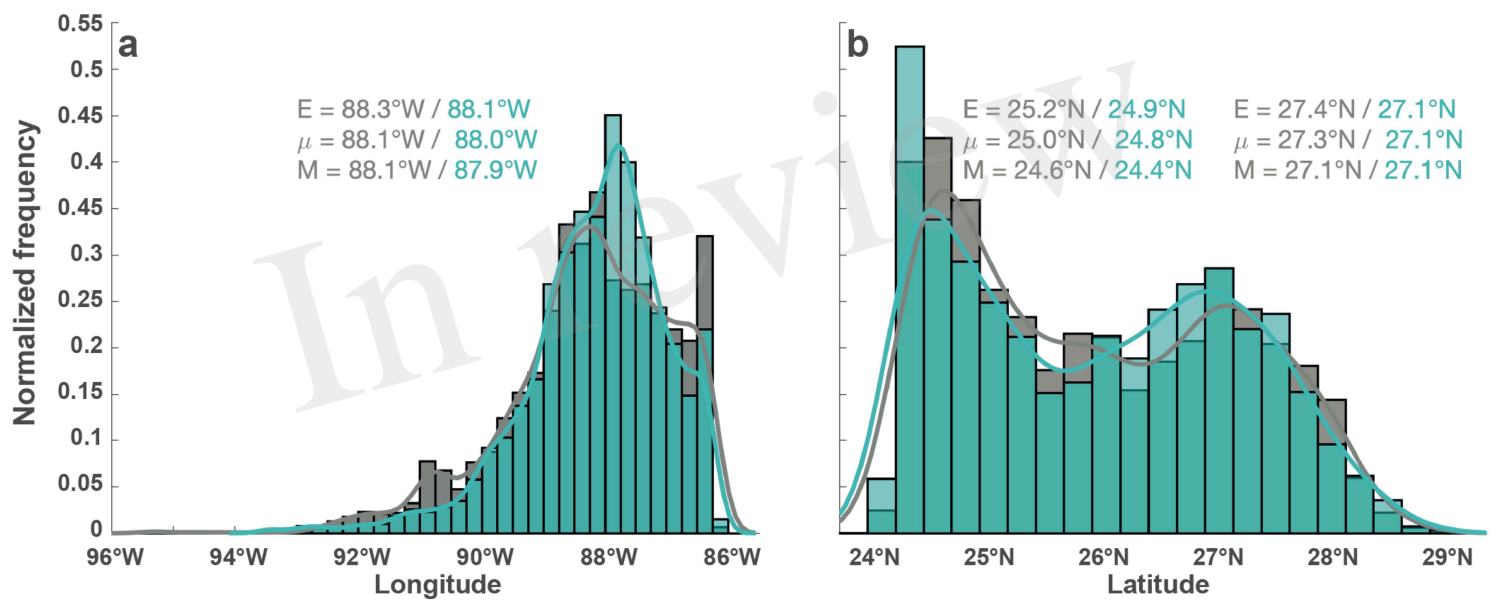 a
b
E = 88.3°W / 88.1°W
μ = 88.1°W / 88.0°W
M = 88.1°W / 87.9°W
E = 25.2°N / 24.9°N
μ = 25.0°N / 24.8°N
M = 24.6°N / 24.4°N
E = 27.4°N / 27.1°N
μ = 27.3°N / 27.1°N
M = 27.1°N / 27.1°N
In review
Normalized frequency
0.55
0.5
0.45
0.4
0.45
0.3
0.25
0.2
0.15
0.1
0.05
0
96°W
94°W
92°W
90°W
88°W
86°W
Longitude
24°N
25°N
26°N
27°N
28°N
29°N
Latitude